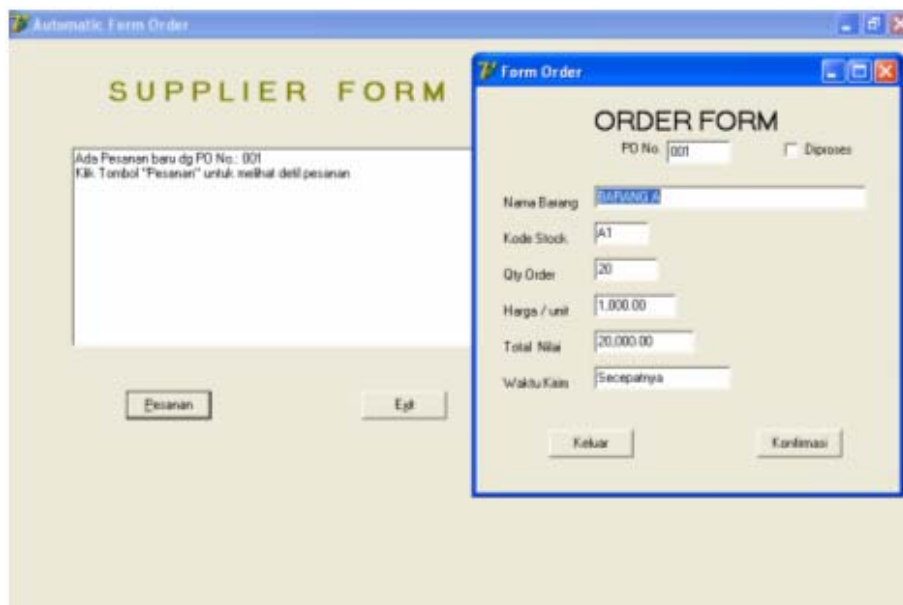 Automatic Form Order
SUPPLIER FORM
Ada Pesanan baru dg PO No.: 001
Klik Tombol "Pesanan" untuk melihat detil pesanan
Pesanan
Exit
Form Order
ORDER FORM
PO No. 001
Diproses
Nama Barang BARANG A
Kode Stock A1
Qty Order 20
Harga / unit 1,000.00
Total Nilai 20,000.00
Waktu Kirim Secepatnya
Keluar
Konfirmasi